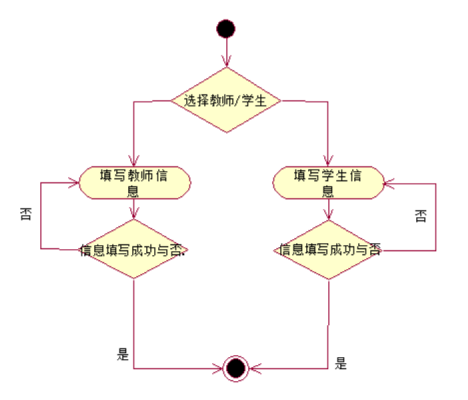 选择教师/学生
填写教师信
息
填写学生信
息
否
否
信息填写成功与否.
信息填写成功与否
是
是